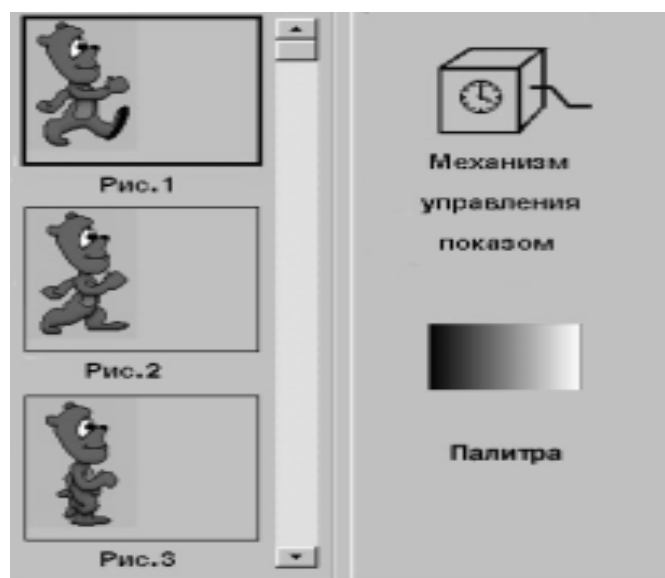 Рис.1
Рис.2
Рис.3
Механизм
управления
показом
Палитра